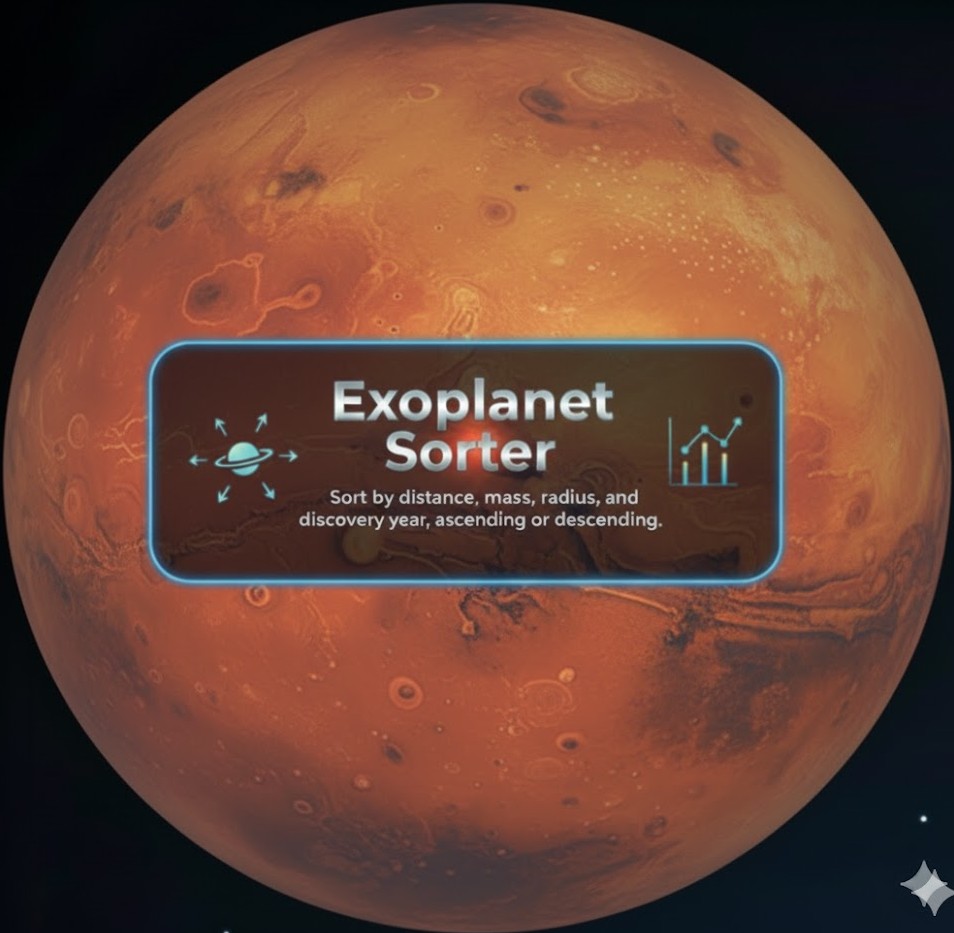 Exoplanet
Sorter
Sort by distance, mass, radius, and
discovery year, ascending or descending.